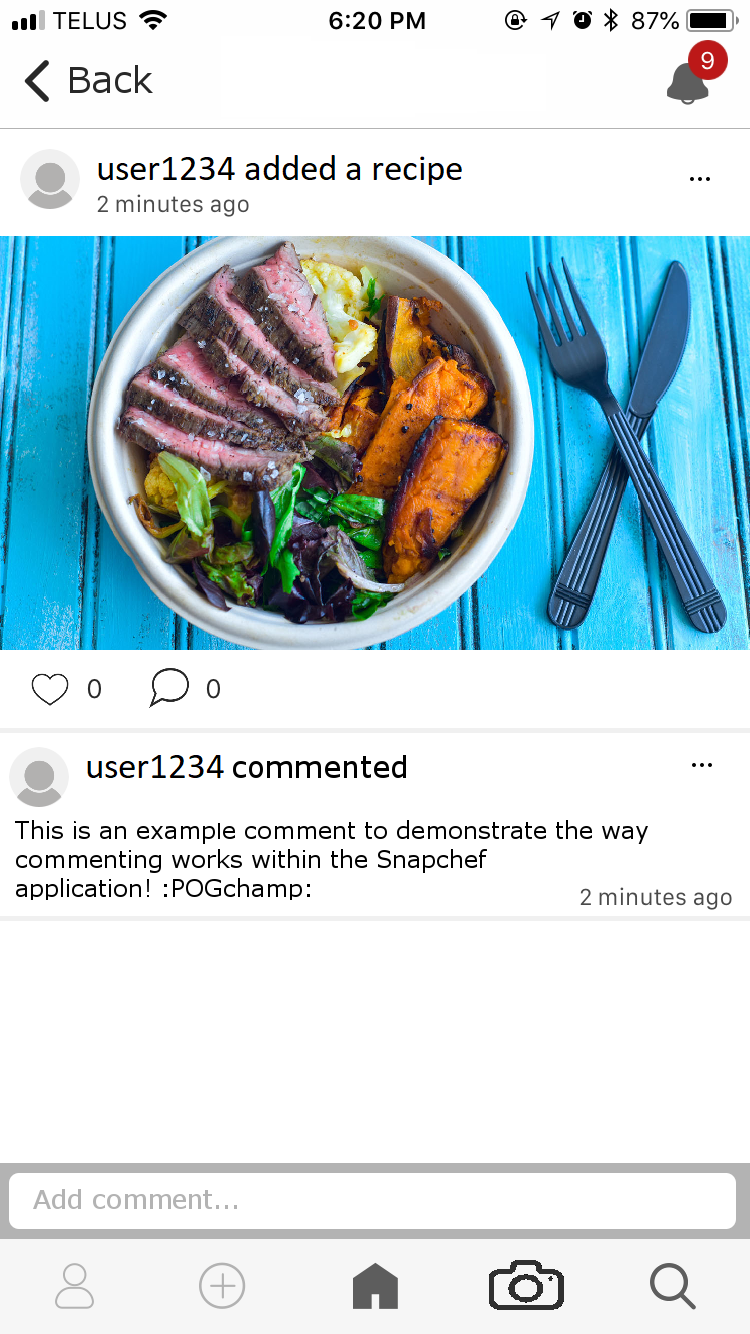 TELUS 6:20 PM 87%
Back 9
user1234 added a recipe
...
2 minutes ago
0 0
user1234 commented
...
This is an example comment to demonstrate the way
commenting works within the Snapchef
application! :POGchamp:
2 minutes ago
Add comment...